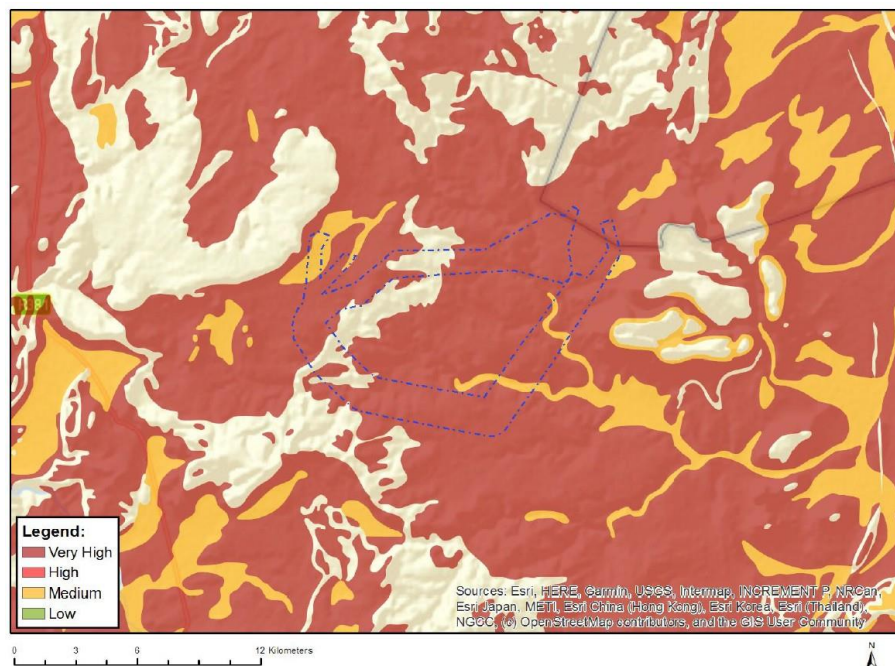 Legend:
Very High
High
Medium
Low
Sources: Esri, HERE, Garmin, USGS, Intermap, INCREMENT P, NRCan,
Esri Japan, METI, Esri China (Hong Kong), Esri Korea, Esri (Thailand),
NGCC, (c) OpenStreetMap contributors, and the GIS User Community
0 3 6 12 Kilometers
N